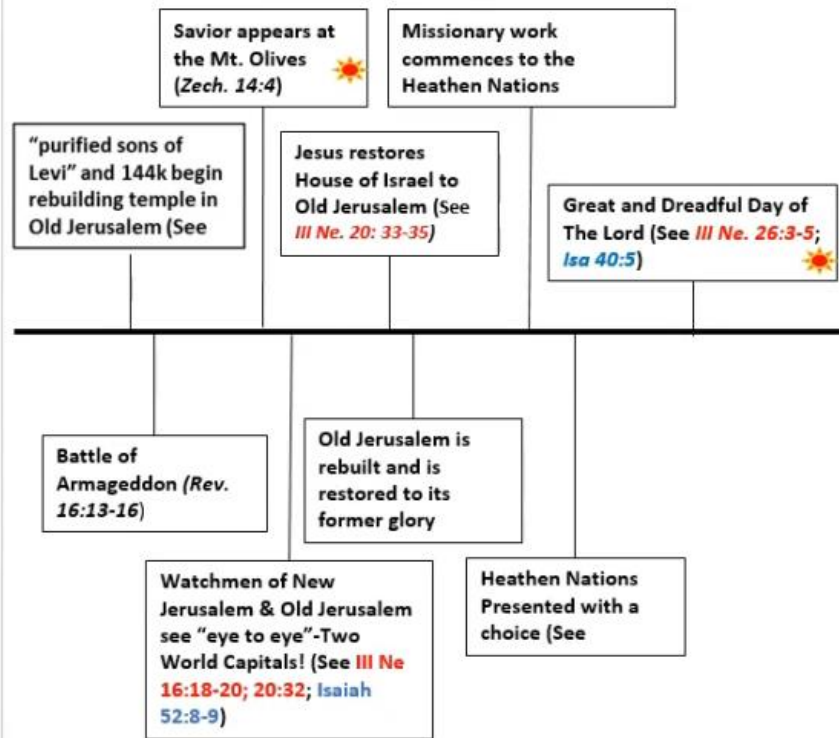 Savior appears at
the Mt. Olives
(Zech. 14:4)
Missionary work
commences to the
Heathen Nations
“purified sons of
Levi” and 144k begin
rebuilding temple in
Old Jerusalem (See
Jesus restores
House of Israel to
Old Jerusalem (See
III Ne. 20: 33-35)
Great and Dreadful Day of
The Lord (See III Ne. 26:3-5;
Isa 40:5)
Battle of
Armageddon (Rev.
16:13-16)
Old Jerusalem is
rebuilt and is
restored to its
former glory
Watchmen of New
Jerusalem & Old Jerusalem
see “eye to eye”-Two
World Capitals! (See III Ne
16:18-20; 20:32; Isaiah
52:8-9)
Heathen Nations
Presented with a
choice (See